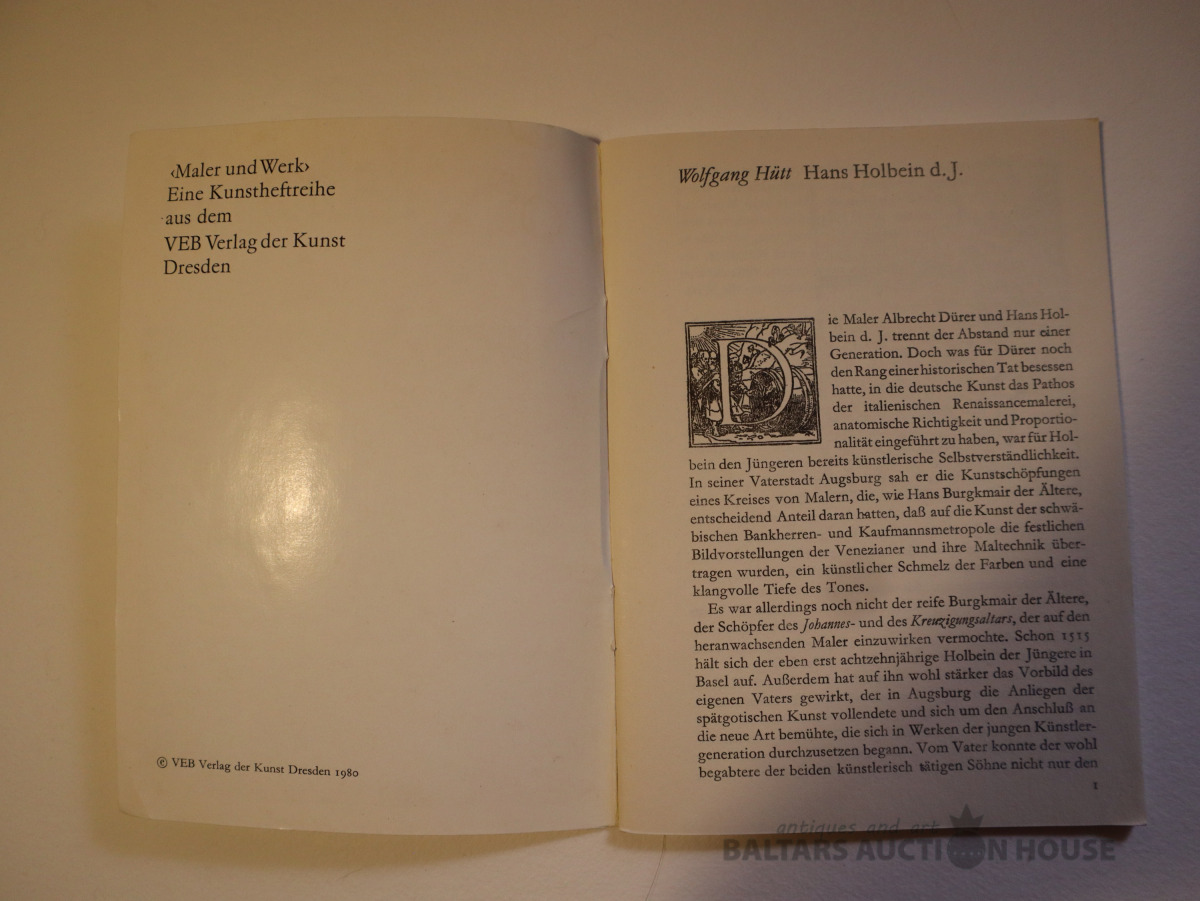 ‹Maler und Werk›
Eine Kunstheftreihe
aus dem
VEB Verlag der Kunst
Dresden
© VEB Verlag der Kunst Dresden 1980
Wolfgang Hütt Hans Holbein d. J.
Die Maler Albrecht Dürer und Hans Hol-
bein d. J. trennt der Abstand nur einer
Generation. Doch was für Dürer noch
den Rang einer historischen Tat besessen
hatte, in die deutsche Kunst das Pathos
der italienischen Renaissancemalerei,
anatomische Richtigkeit und Proportio-
nalität eingeführt zu haben, war für Hol-
bein den Jüngeren bereits künstlerische Selbstverständlichkeit.
In seiner Vaterstadt Augsburg sah er die Kunstschöpfungen
eines Kreises von Malern, die, wie Hans Burgkmair der Ältere,
entscheidend Anteil daran hatten, daß auf die Kunst der schwä-
bischen Bankherren- und Kaufmannsmetropole die festlichen
Bildvorstellungen der Venezianer und ihre Maltechnik über-
tragen wurden, ein künstlicher Schmelz der Farben und eine
klangvolle Tiefe des Tones.
Es war allerdings noch nicht der reife Burgkmair der Ältere,
der Schöpfer des Johannes- und des Kreuzigungsaltars, der auf den
heranwachsenden Maler einzuwirken vermochte. Schon 1515
hält sich der eben erst achtzehnjährige Holbein der Jüngere in
Basel auf. Außerdem hat auf ihn wohl stärker das Vorbild des
eigenen Vaters gewirkt, der in Augsburg die Anliegen der
spätgotischen Kunst vollendete und sich um den Anschluß an
die neue Art bemühte, die sich in Werken der jungen Künstler-
generation durchzusetzen begann. Vom Vater konnte der wohl
begabtere der beiden künstlerisch tätigen Söhne nicht nur den
1
antiques and art
BALTARS AUCTION HOUSE